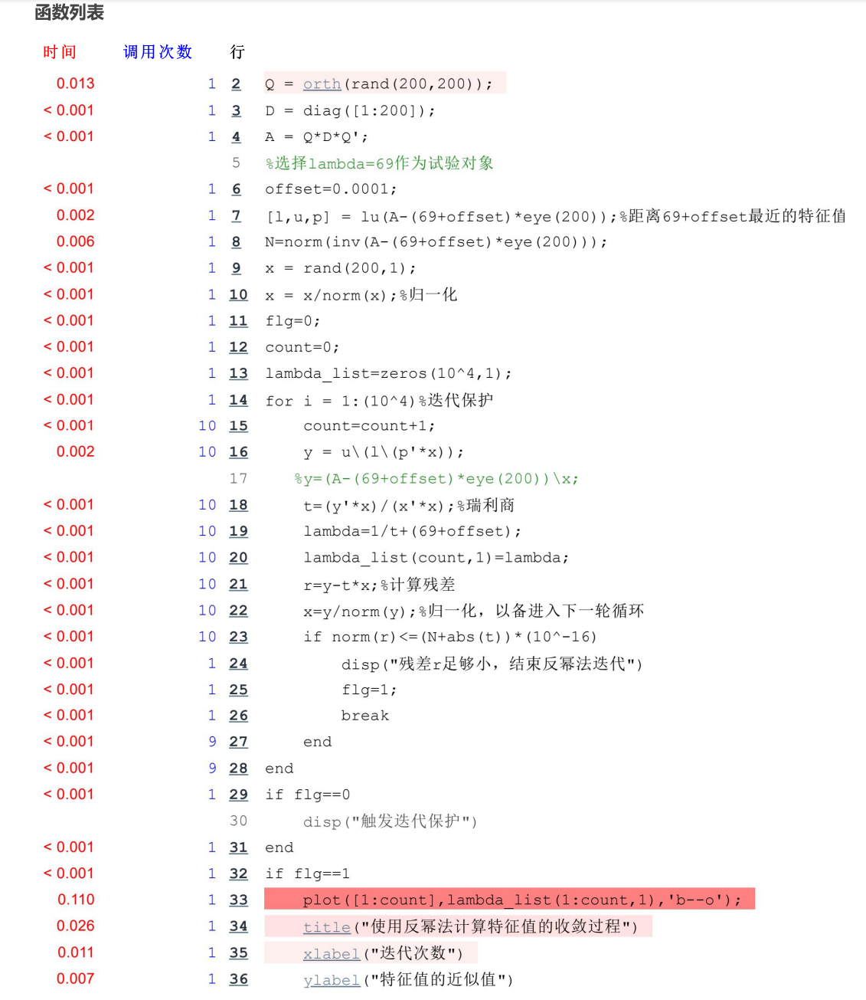 函数列表
时间 调用次数 行
0.013 1 2 Q = orth(rand(200,200));
< 0.001 1 3 D = diag([1:200]);
< 0.001 1 4 A = Q*D*Q';
5 %选择lambda=69作为试验对象
< 0.001 1 6 offset=0.0001;
0.002 1 7 [l,u,p] = lu(A-(69+offset)*eye(200));%距离69+offset最近的特征值
0.006 1 8 N=norm(inv(A-(69+offset)*eye(200)));
< 0.001 1 9 x = rand(200,1);
< 0.001 1 10 x = x/norm(x);%归一化
< 0.001 1 11 flg=0;
< 0.001 1 12 count=0;
< 0.001 1 13 lambda_list=zeros(10^4,1);
< 0.001 1 14 for i = 1:(10^4)%迭代保护
< 0.001 10 15 count=count+1;
0.002 10 16 y = u\(l\(p'*x));
17 %y=(A-(69+offset)*eye(200))\x;
< 0.001 10 18 t=(y'*x)/(x'*x);%瑞利商
< 0.001 10 19 lambda=1/t+(69+offset);
< 0.001 10 20 lambda_list(count,1)=lambda;
< 0.001 10 21 r=y-t*x;%计算残差
< 0.001 10 22 x=y/norm(y);%归一化，以备进入下一轮循环
< 0.001 10 23 if norm(r)<=(N+abs(t))*(10^-16)
< 0.001 1 24 disp("残差r足够小，结束反幂法迭代")
< 0.001 1 25 flg=1;
< 0.001 1 26 break
< 0.001 9 27 end
< 0.001 9 28 end
< 0.001 1 29 if flg==0
30 disp("触发迭代保护")
< 0.001 1 31 end
< 0.001 1 32 if flg==1
0.110 1 33 plot([1:count],lambda_list(1:count,1),'b--o');
0.026 1 34 title("使用反幂法计算特征值的收敛过程")
0.011 1 35 xlabel("迭代次数")
0.007 1 36 ylabel("特征值的近似值")